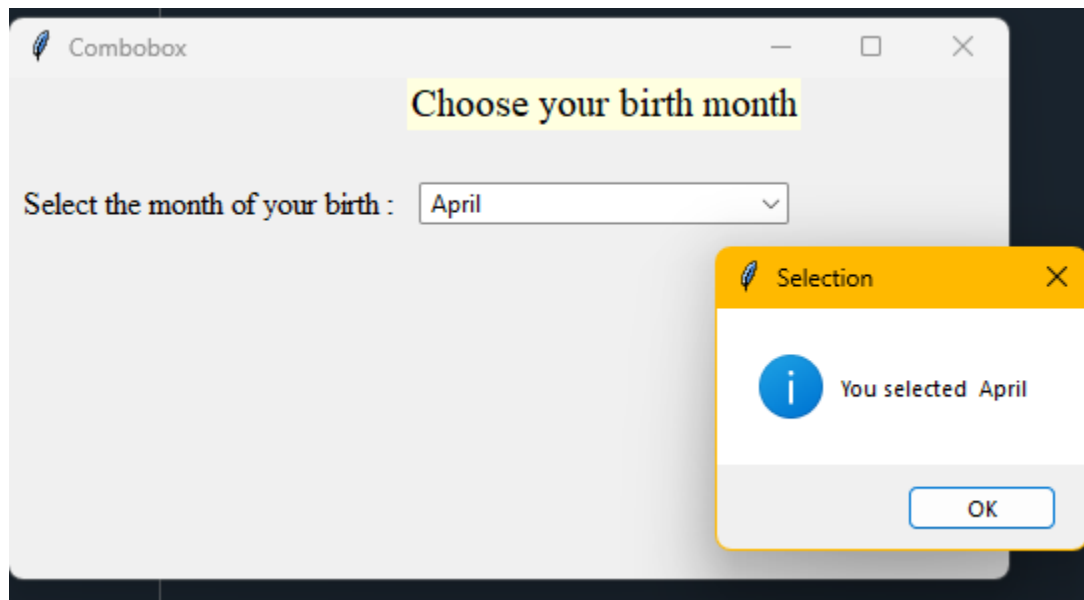 Combobox
Choose your birth month
Select the month of your birth :
April
Selection
You selected  April
OK